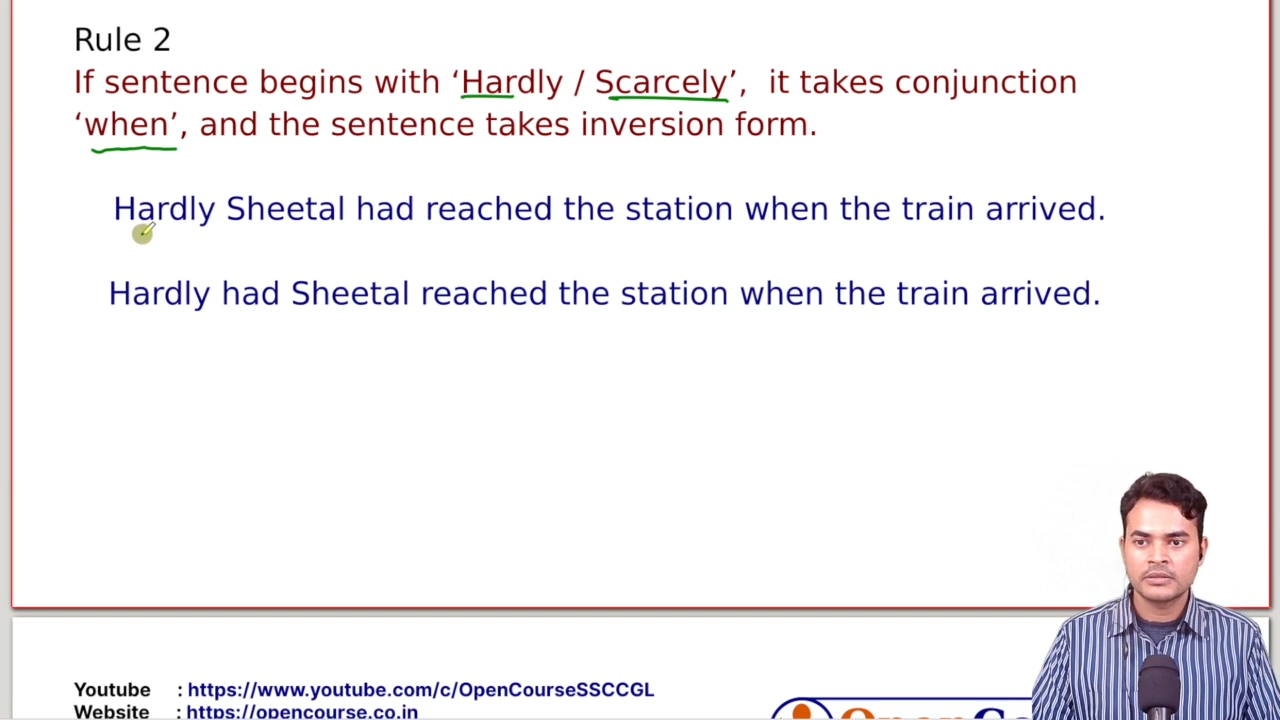 Rule 2
If sentence begins with ‘Hardly / Scarcely’,  it takes conjunction
‘when’, and the sentence takes inversion form.
Hardly Sheetal had reached the station when the train arrived.
Hardly had Sheetal reached the station when the train arrived.
Youtube : https://www.youtube.com/c/OpenCourseSSCCGL
Website : https://opencourse.co.in